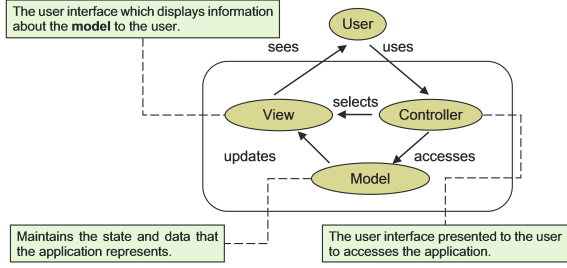 The user interface which displays information
about the model to the user.
User
sees
uses
View
selects
Controller
updates
accesses
Model
Maintains the state and data that
the application represents.
The user interface presented to the user
to accesses the application.